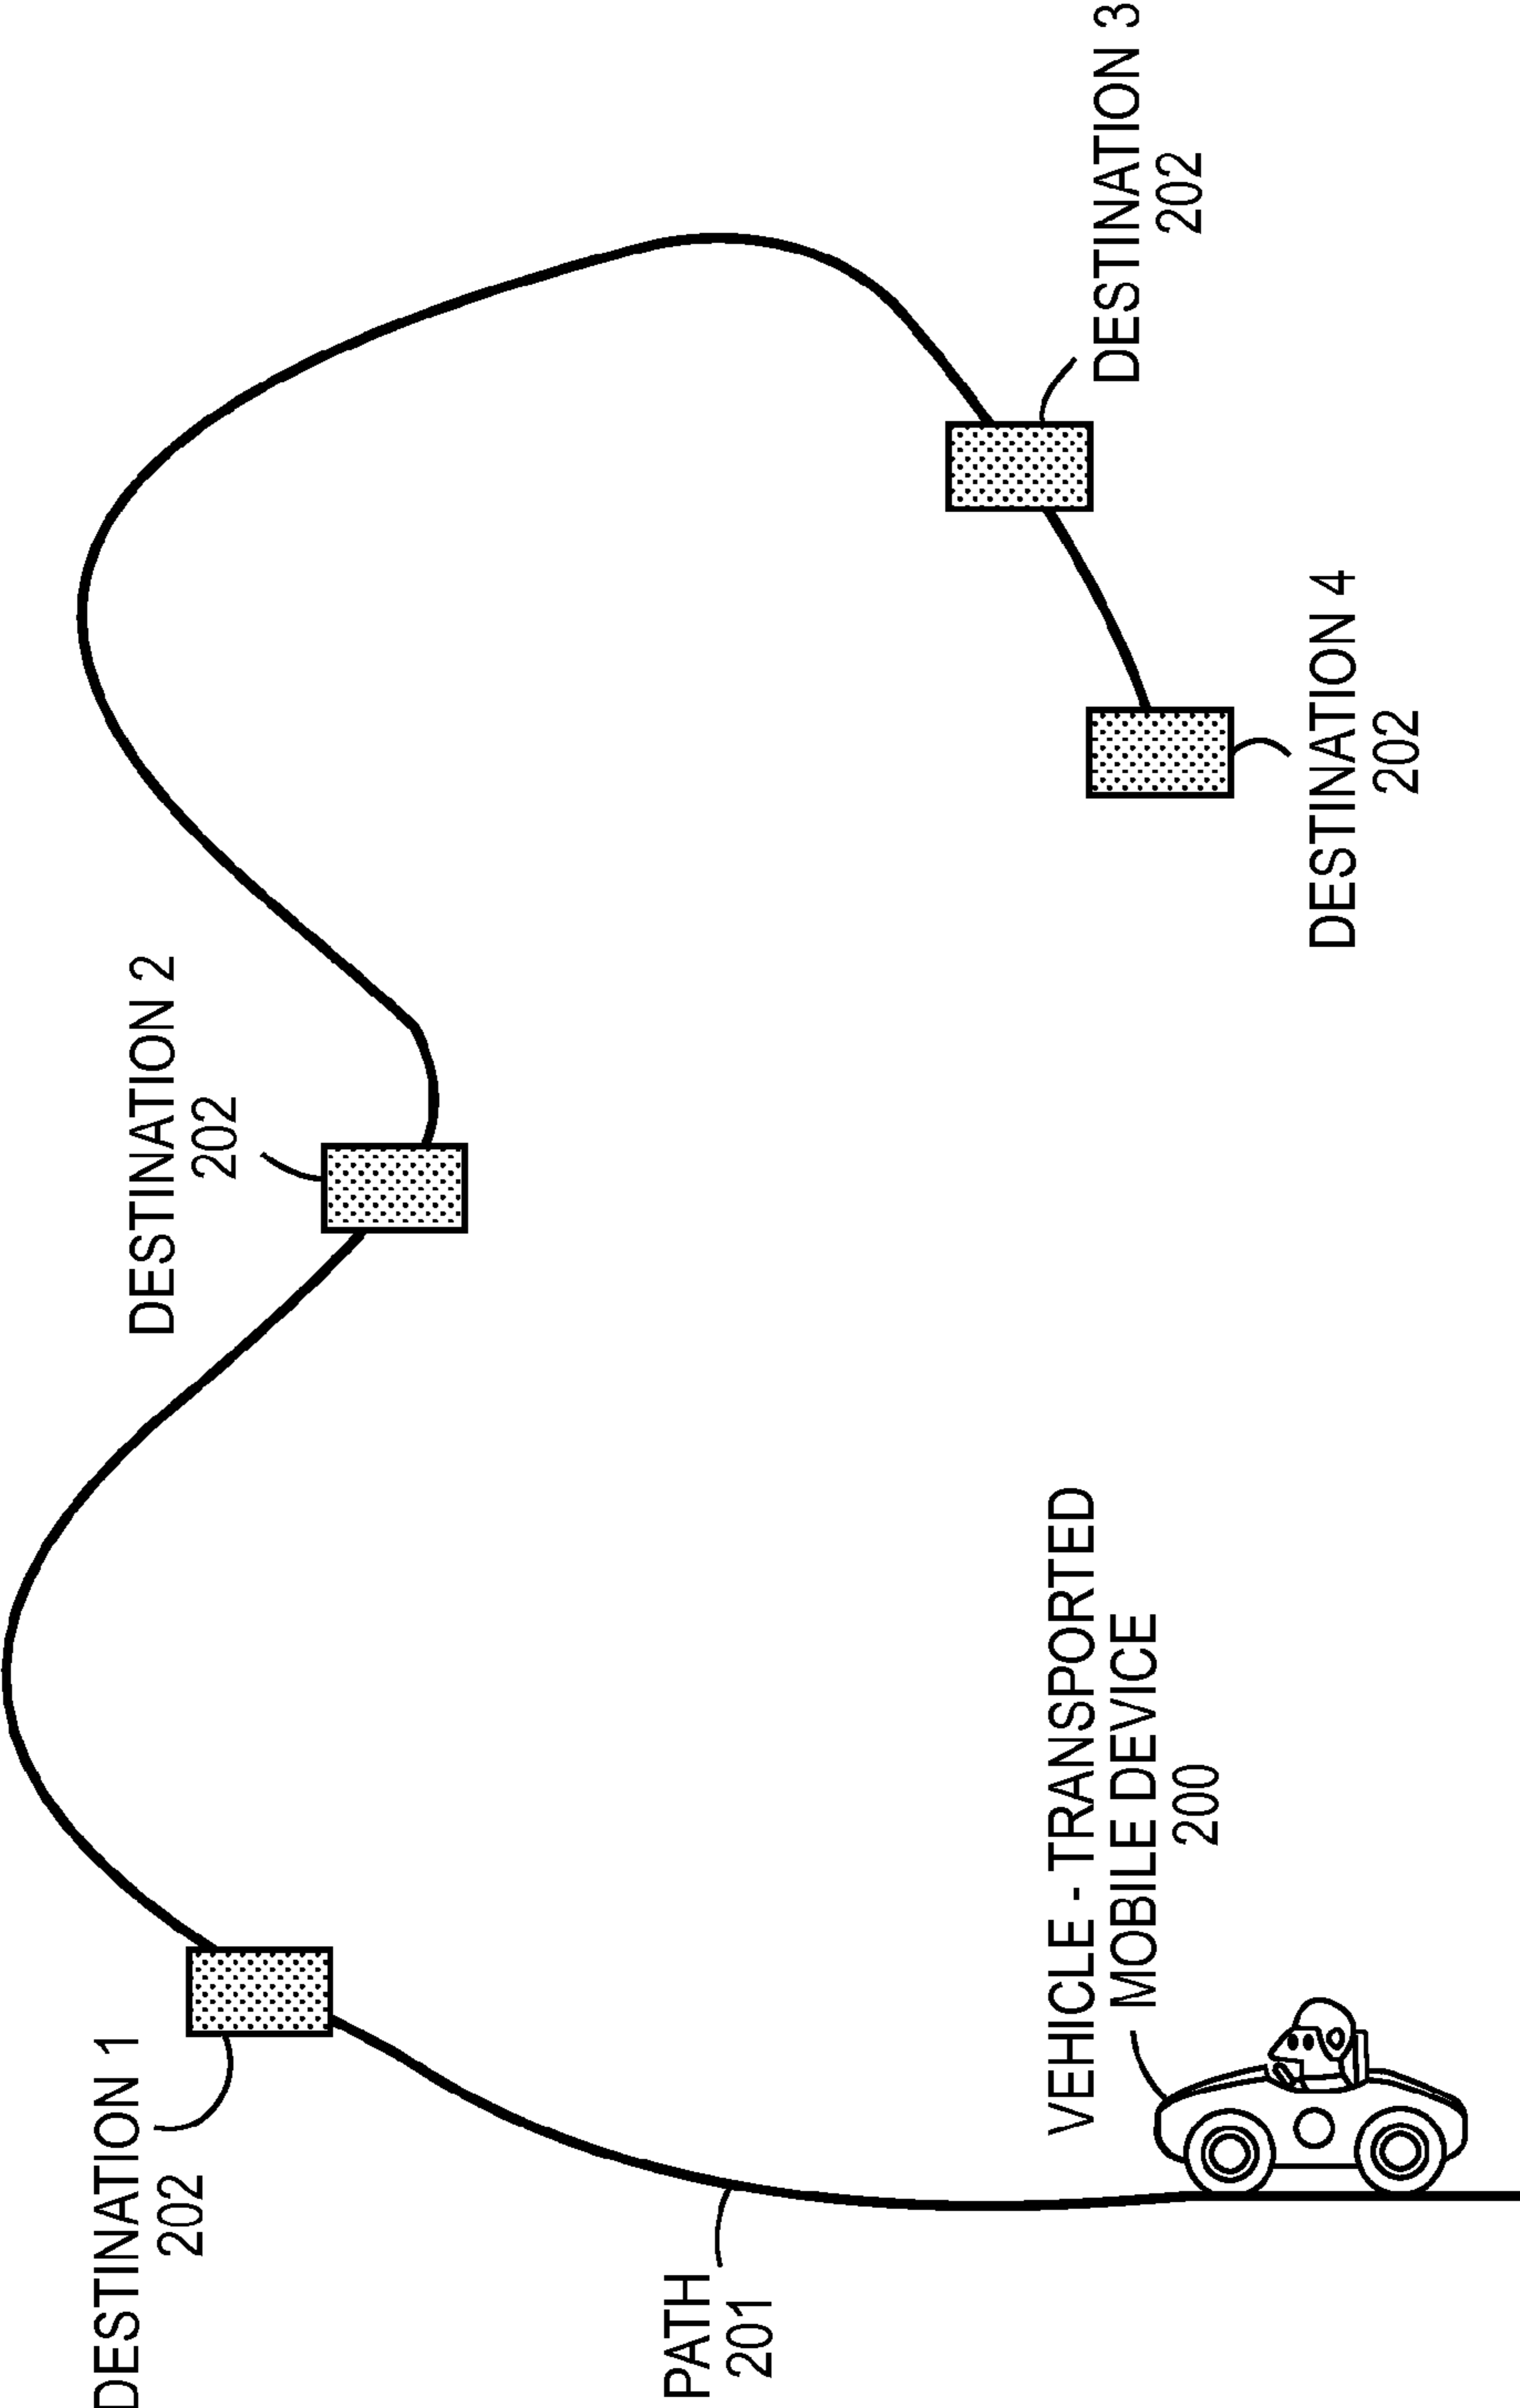 DESTINATION 1
202
DESTINATION 2
202
DESTINATION 3
202
DESTINATION 4
202
PATH
201
VEHICLE - TRANSPORTED
MOBILE DEVICE
200